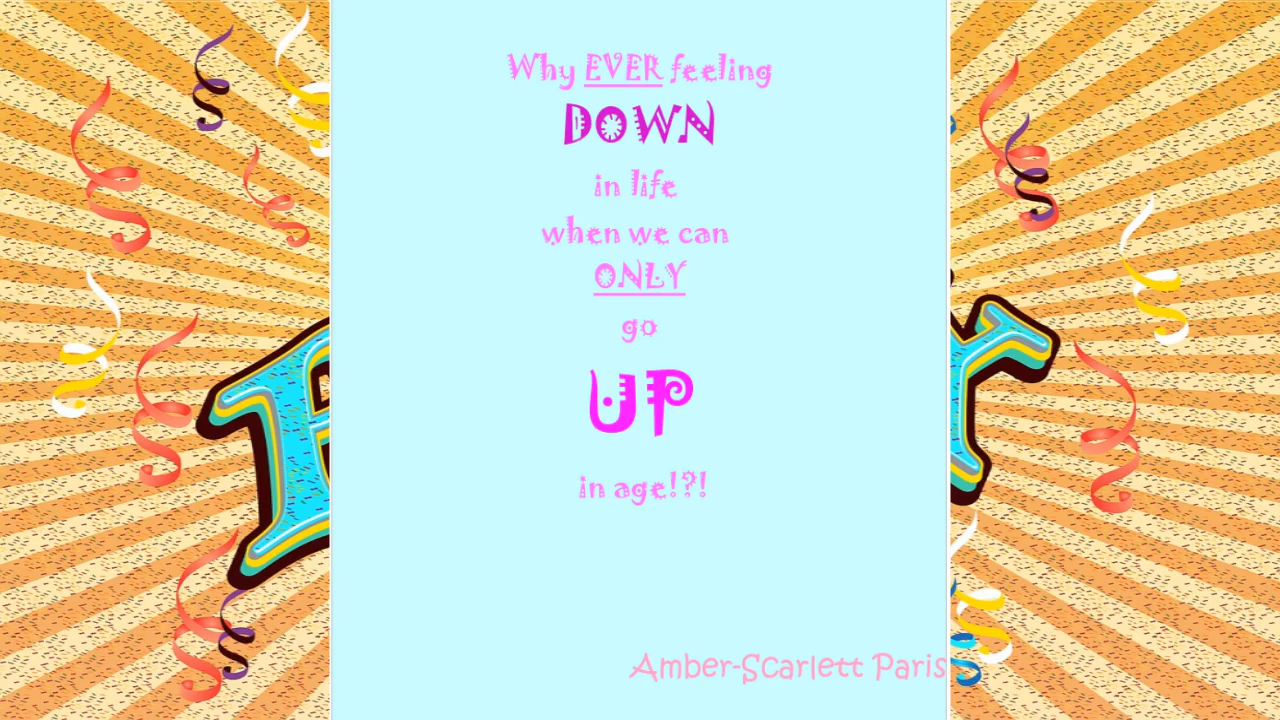 Why EVER feeling
DOWN
in life
when we can
ONLY
go
UP
in age!?!
Amber-Scarlett Paris